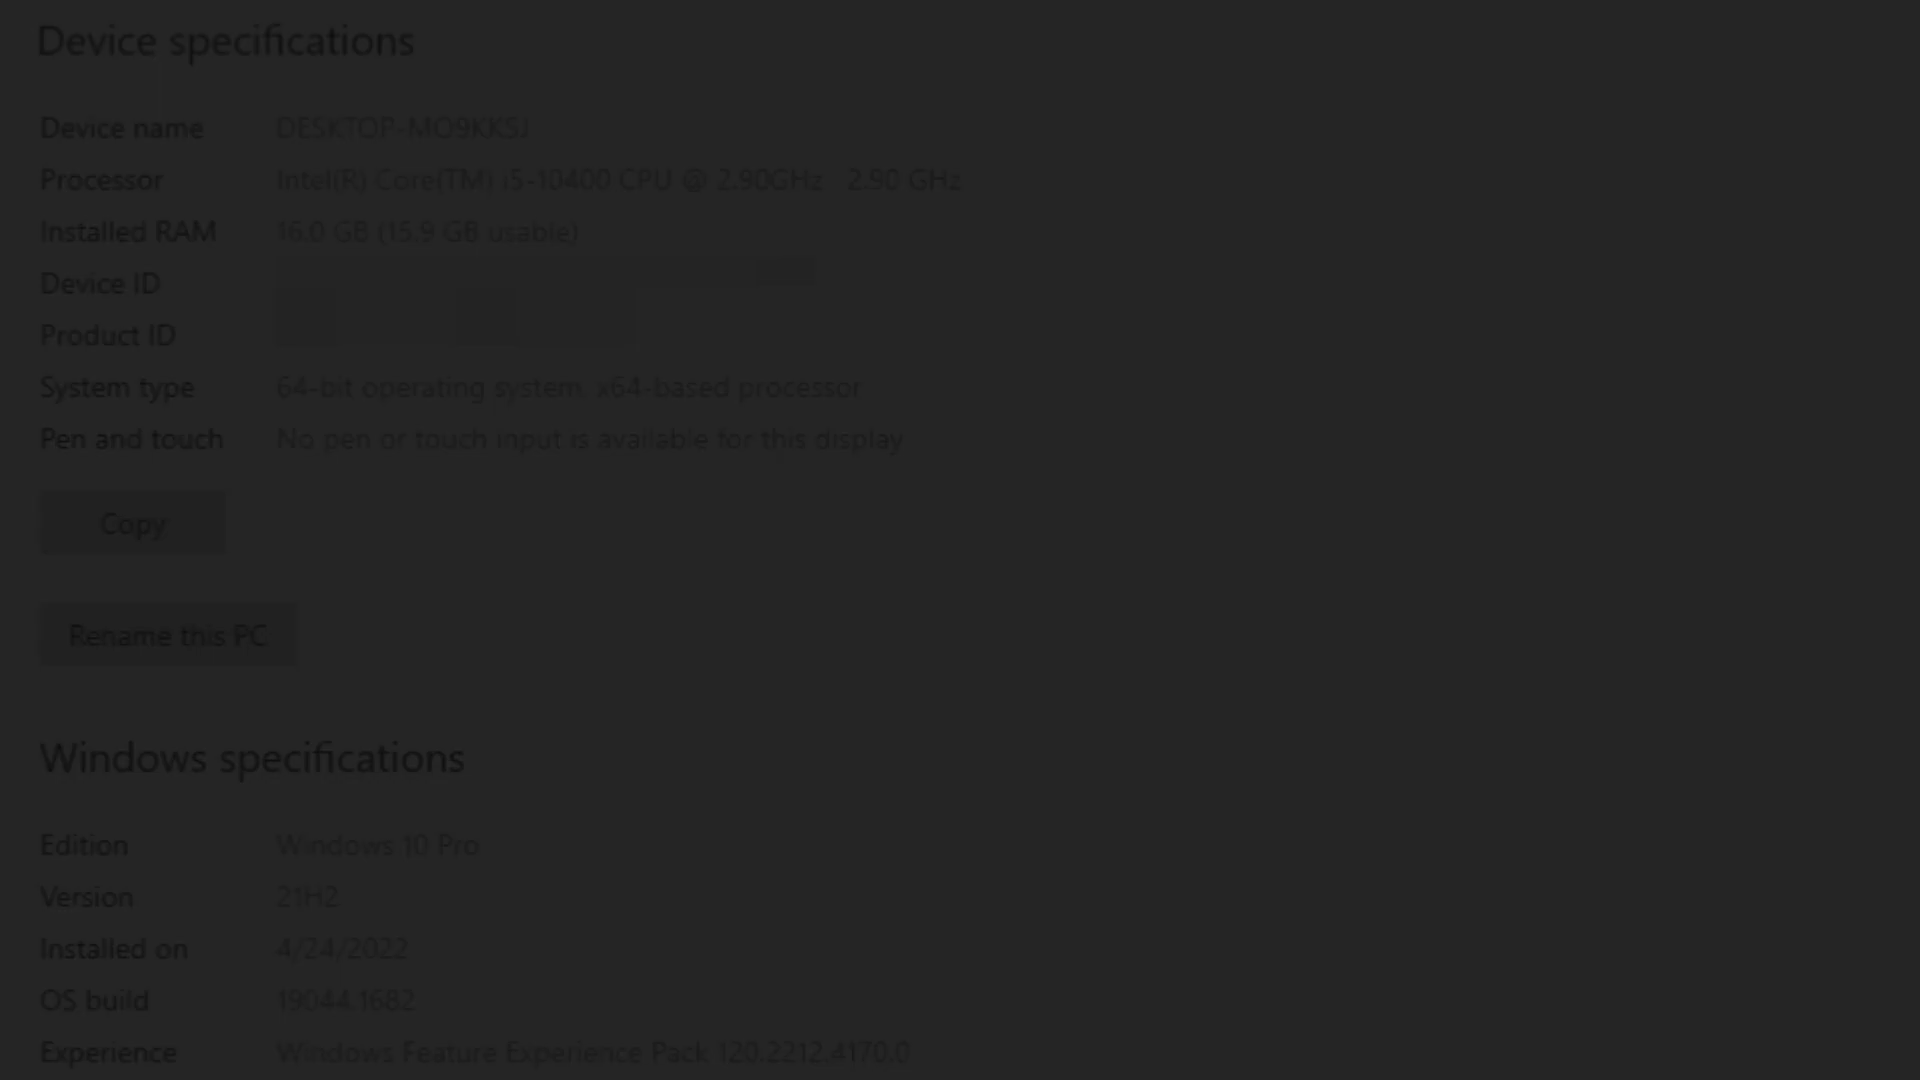 Device specifications
Device name DESKTOP-MO9KKSJ
Processor Intel(R) Core(TM) i5-10400 CPU @ 2.90GHz 2.90 GHz
Installed RAM 16.0 GB (15.9 GB usable)
Device ID
Product ID
System type 64-bit operating system, x64-based processor
Pen and touch No pen or touch input is available for this display
Copy
Rename this PC
Windows specifications
Edition Windows 10 Pro
Version 21H2
Installed on 4/24/2022
OS build 19044.1682
Experience Windows Feature Experience Pack 120.2212.4170.0